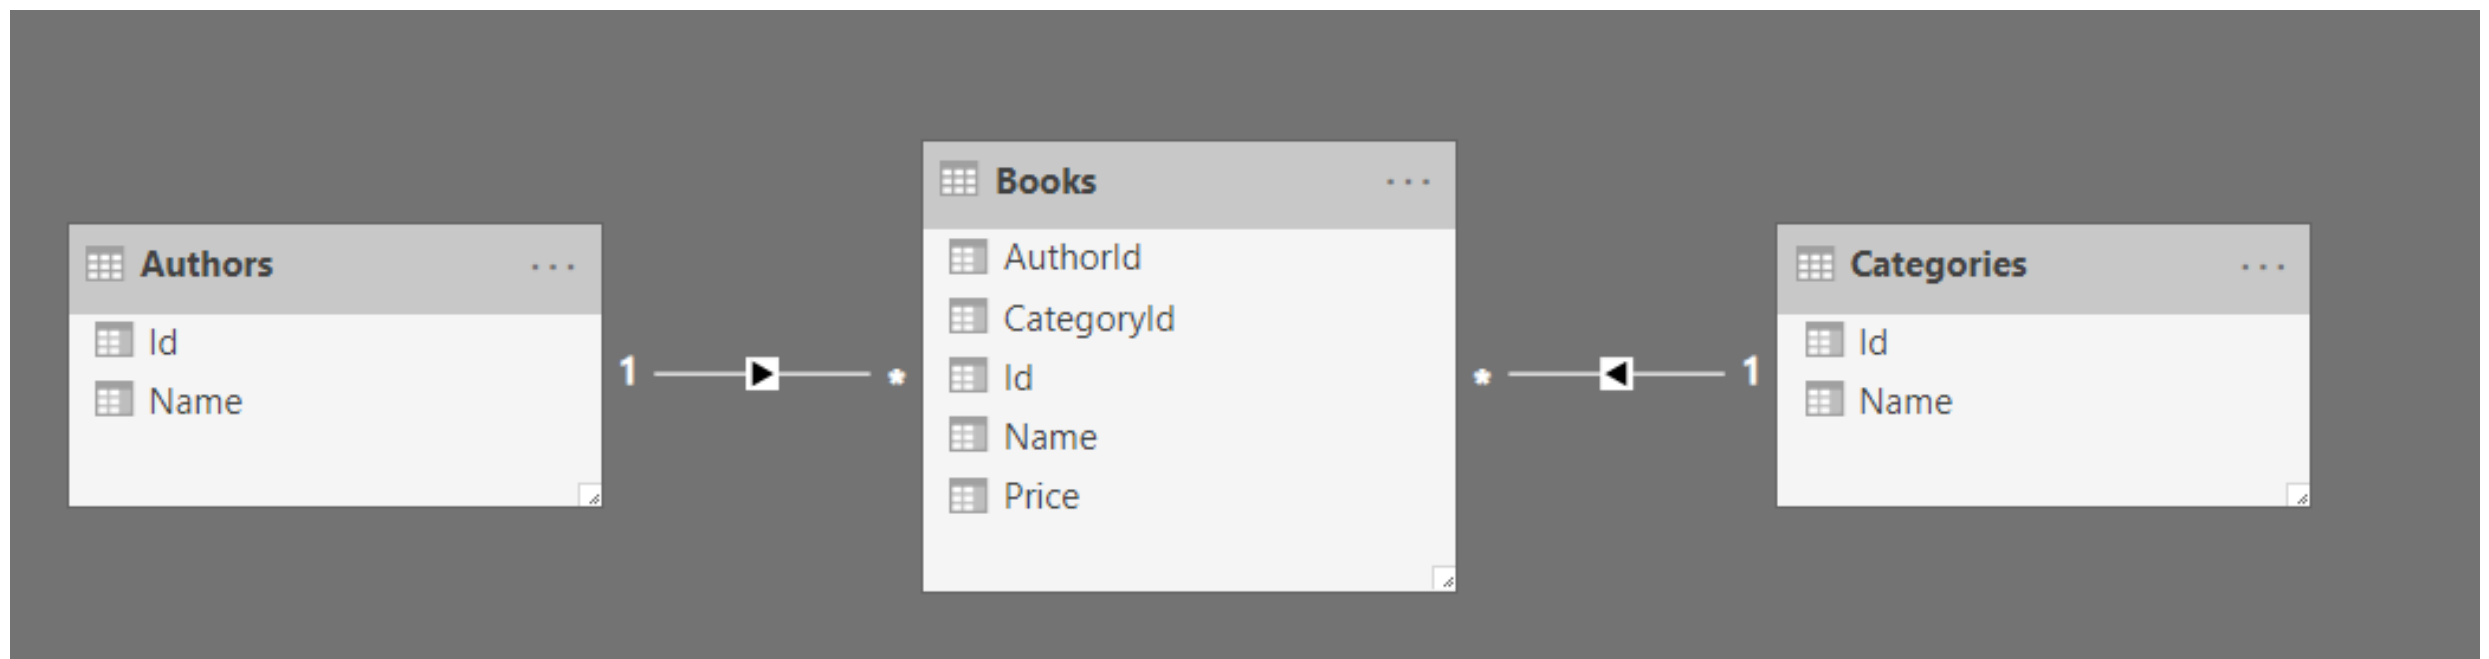 Authors
Id
Name
1
*
Books
AuthorId
CategoryId
Id
Name
Price
*
1
Categories
Id
Name